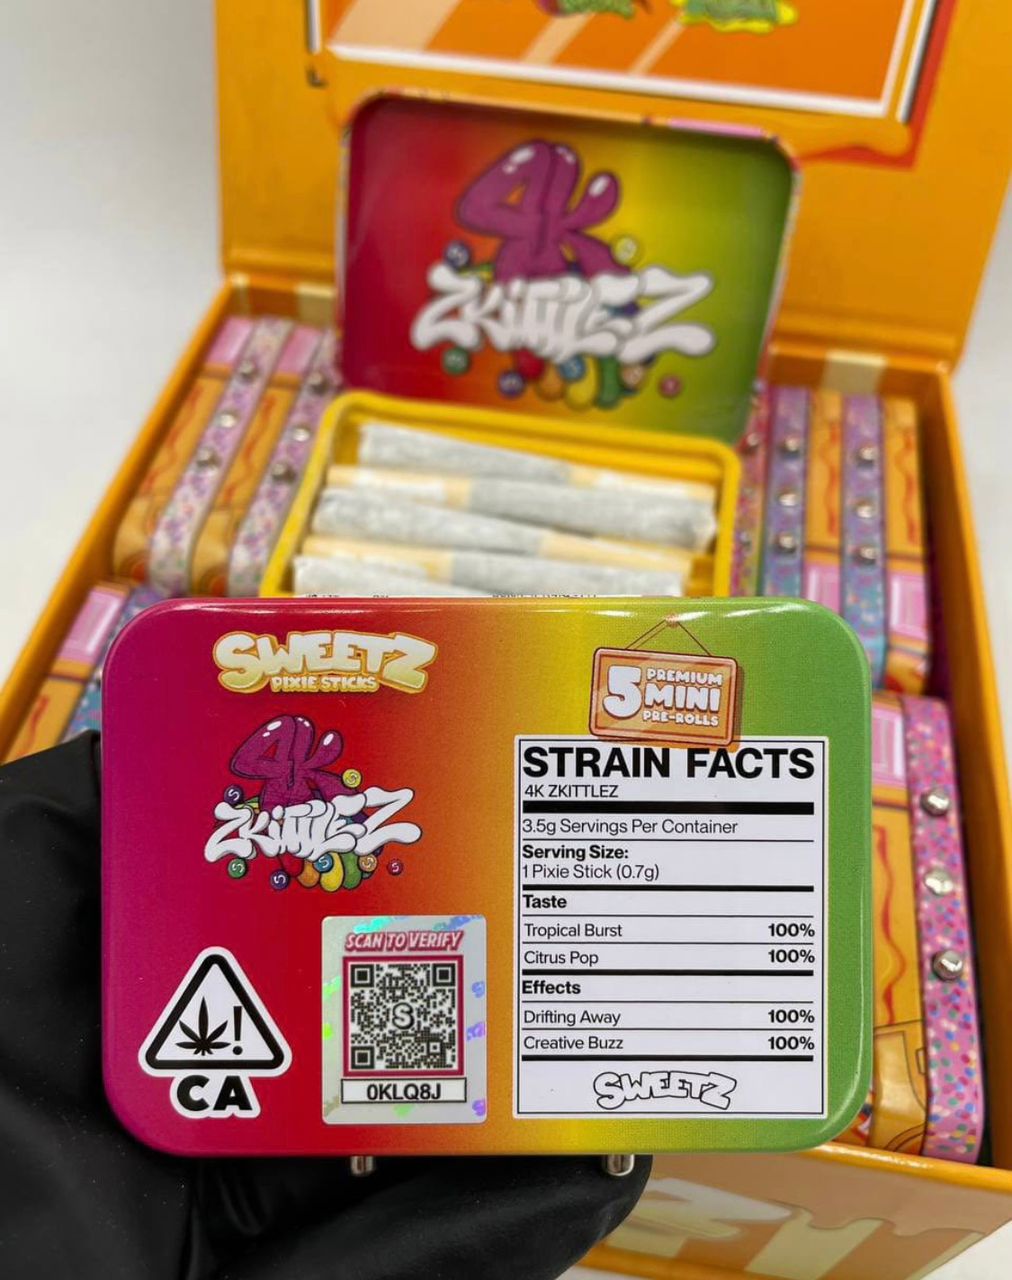 4K
ZKITTLEZ
SWEETZ
PIXIE STICKS
5 PREMIUM
MINI
PRE-ROLLS
4K
ZKITTLEZ
STRAIN FACTS
4K ZKITTLEZ
3.5g Servings Per Container
Serving Size:
1 Pixie Stick (0.7g)
Taste
Tropical Burst 100%
Citrus Pop 100%
Effects
Drifting Away 100%
Creative Buzz 100%
SWEETZ
SCAN TO VERIFY
S
0KLQ8J
!
CA